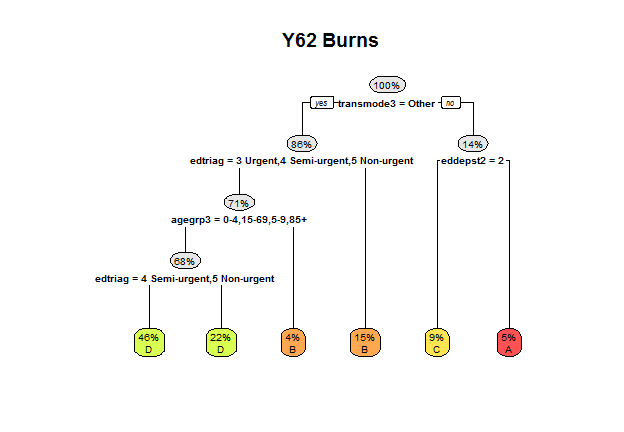 Y62 Burns
100%
yes transmode3 = Other no
86% 14%
edtriag = 3 Urgent,4 Semi-urgent,5 Non-urgent eddepst2 = 2
71%
agegrp3 = 0-4,15-69,5-9,85+
68%
edtriag = 4 Semi-urgent,5 Non-urgent
46% 22% 4% 15% 9% 5%
D D B B C A